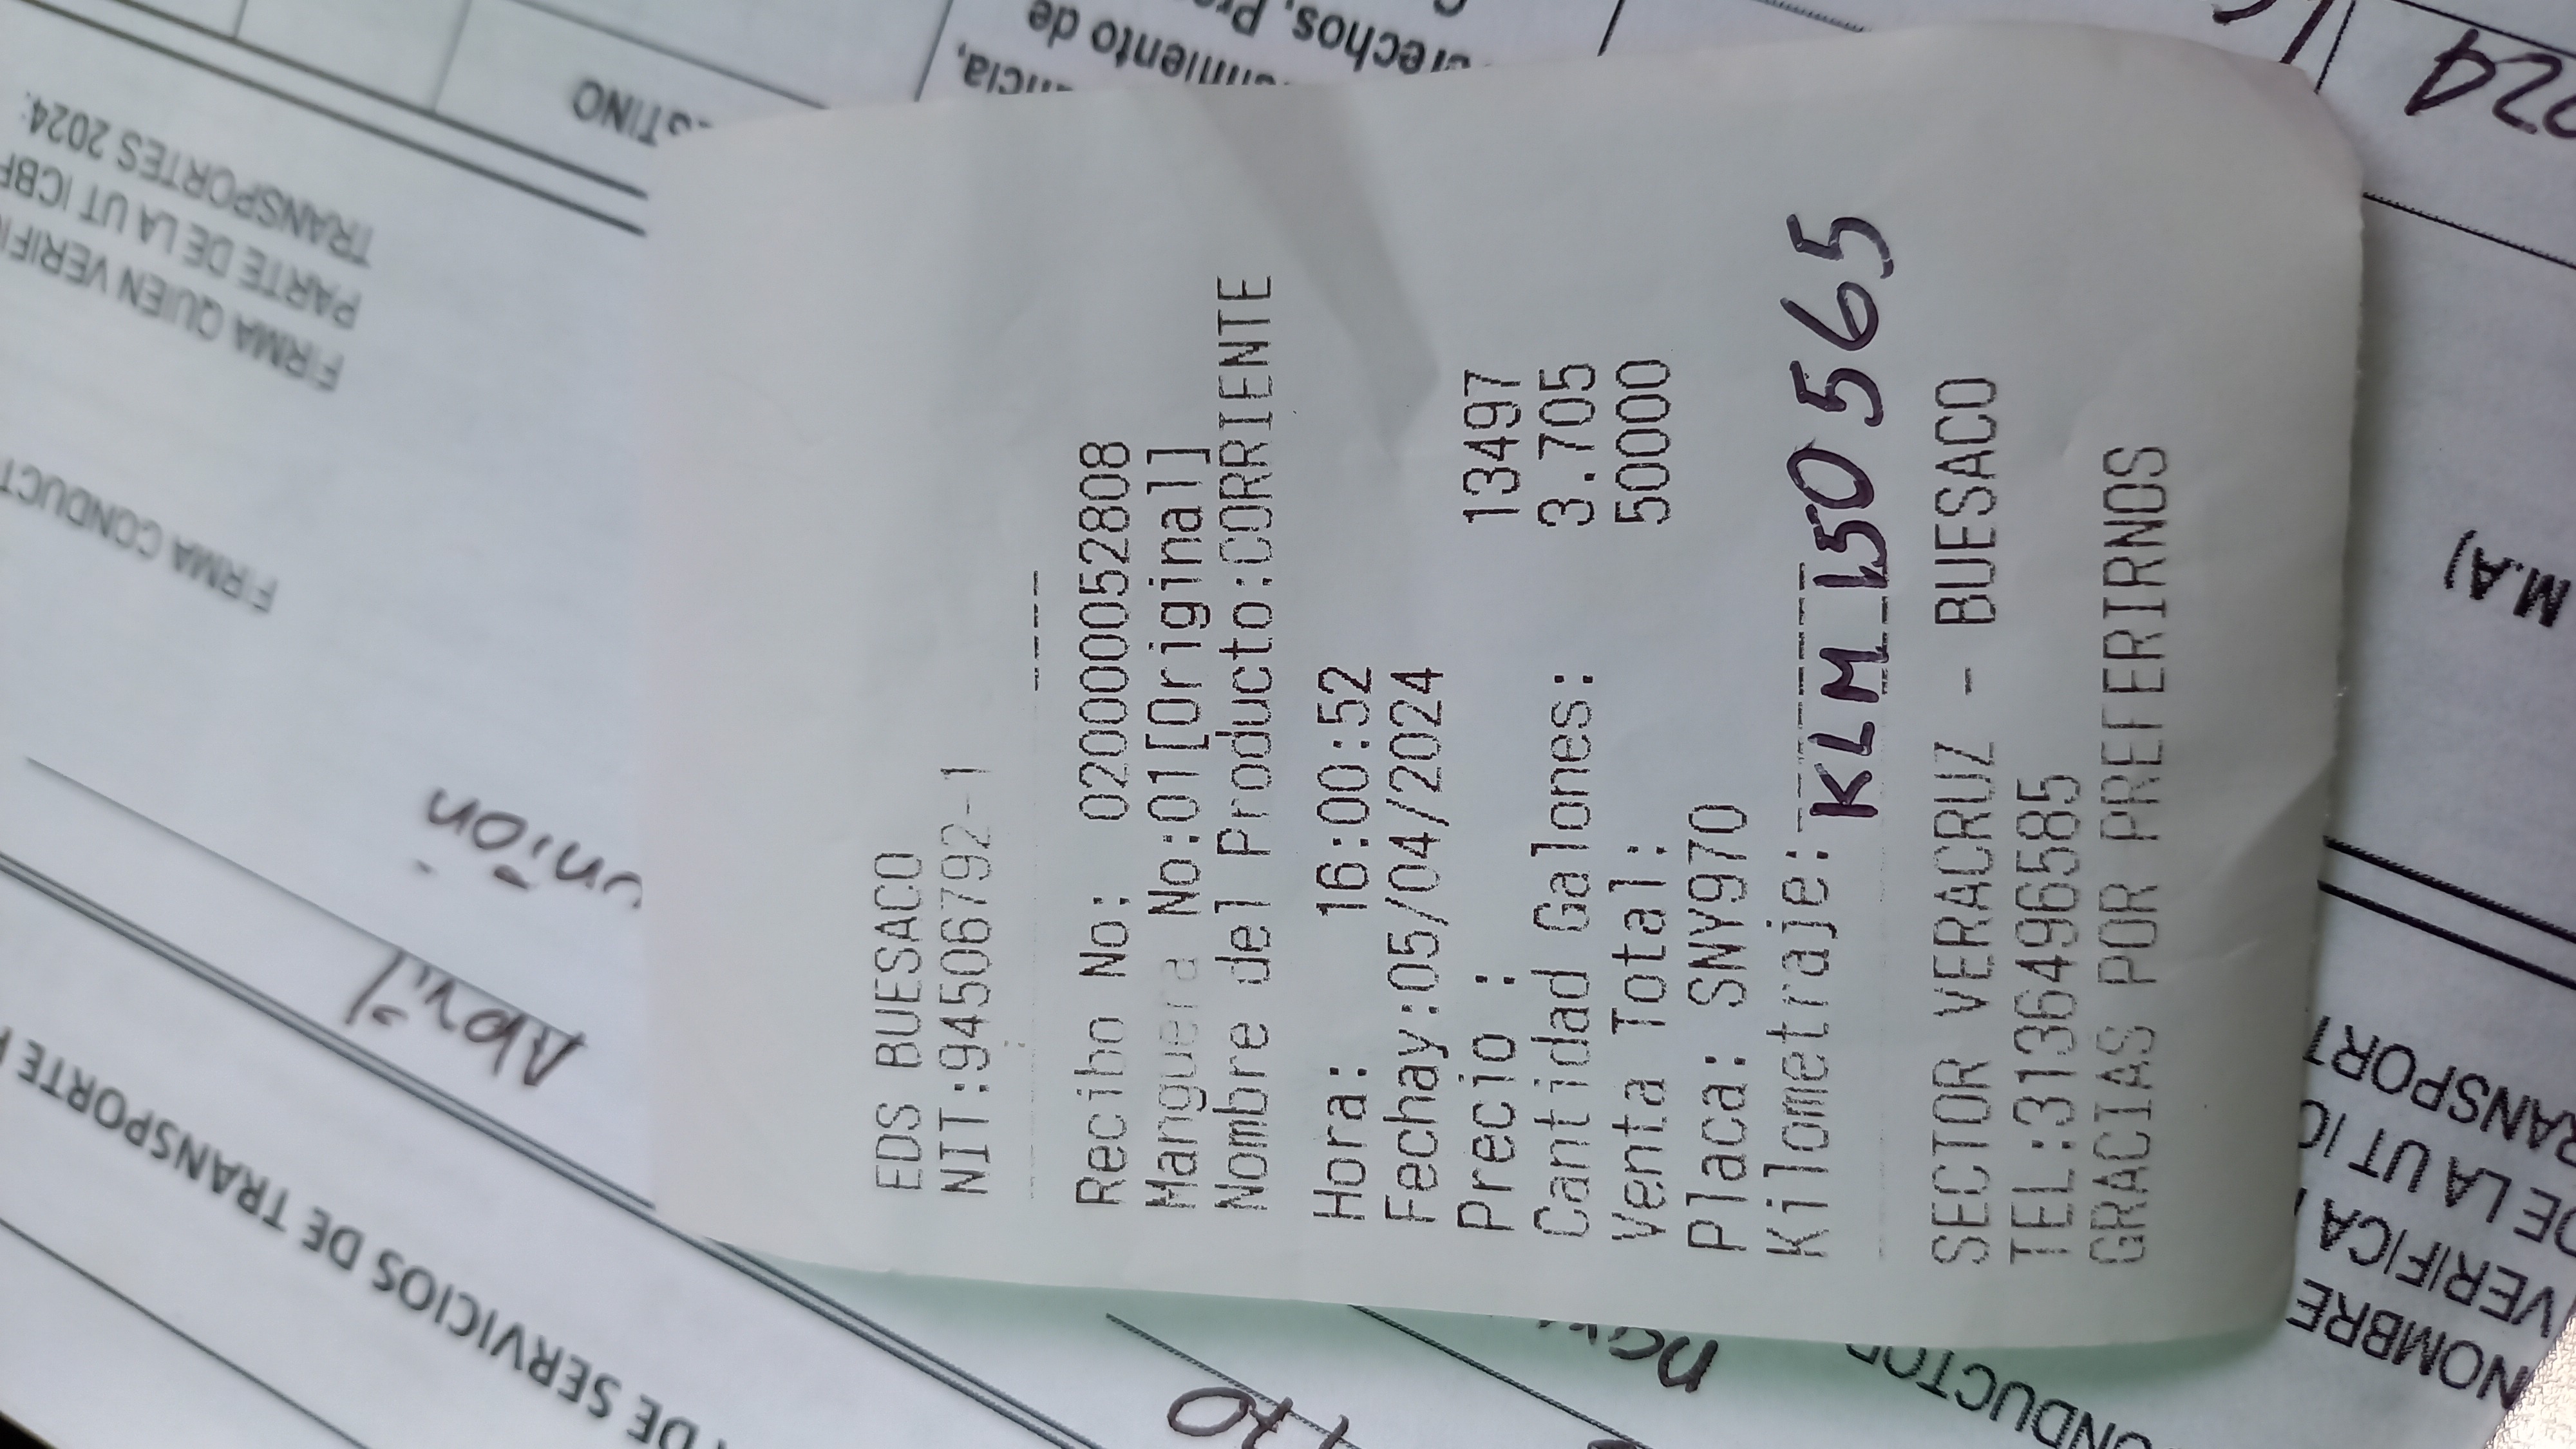 EDS BUESACO
NIT:94506792-1
Recibo No: 0200000052808
Manguera No:01[Original]
Nombre del Producto:CORRIENTE
Hora: 16:00:52
Fechay:05/04/2024
Precio : 13497
Cantidad Galones: 3.705
Venta Total: 50000
Placa: SNY970
Kilometraje:
KLM 150565
SECTOR VERACRUZ - BUESACO
TEL:3136496585
GRACIAS POR PREFERIRNOS
FIRMA CONDUCT
FIRMA QUIEN VERIFI
PARTE DE LA UT ICBF
TRANSPORTES 2024
DE SERVICIOS DE TRANSPORTE
Abril
unión
M.A)
NOMBRE
VERIFICA
DE LA UT IC